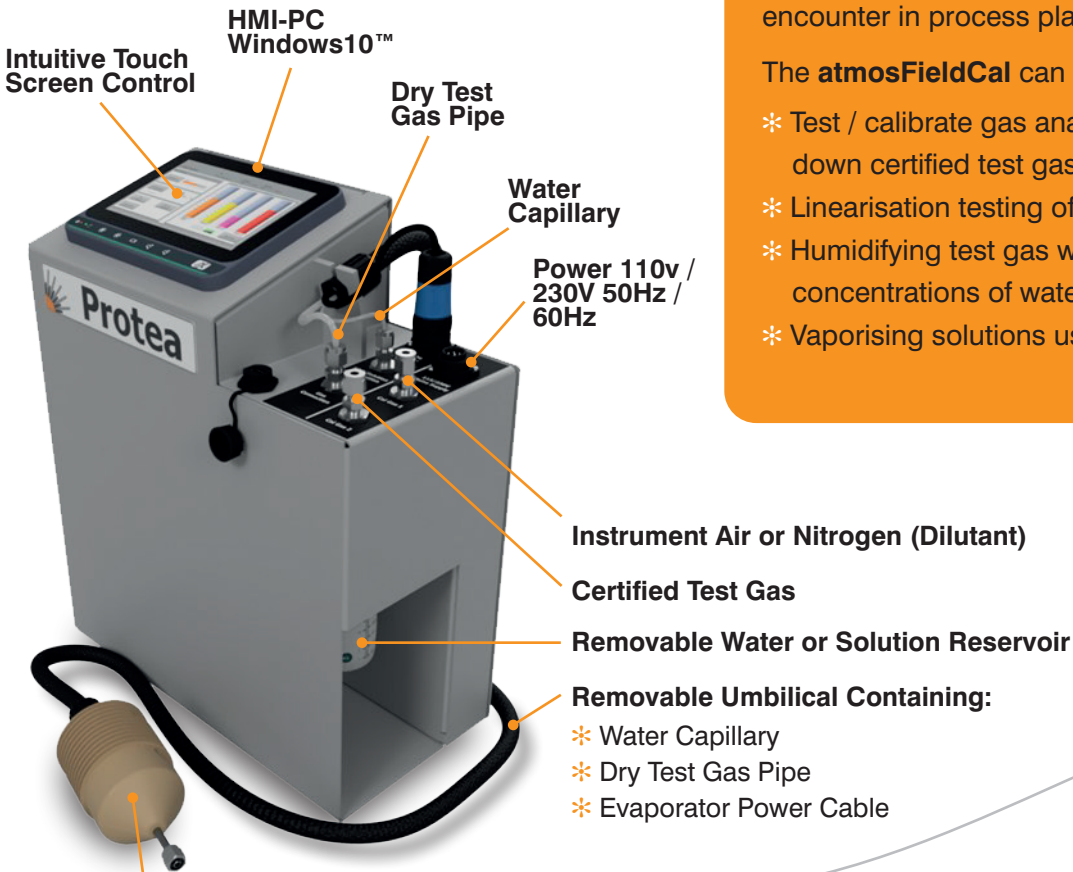 HMI-PC
Windows10™
Intuitive Touch
Screen Control
Dry Test
Gas Pipe
Water
Capillary
Power 110v /
230V 50Hz /
60Hz
Protea
Instrument Air or Nitrogen (Dilutant)
Certified Test Gas
Removable Water or Solution Reservoir
Removable Umbilical Containing:
✻ Water Capillary
✻ Dry Test Gas Pipe
✻ Evaporator Power Cable
encounter in process pla
The atmosFieldCal can
✻ Test / calibrate gas ana
down certified test gas
✻ Linearisation testing of
✻ Humidifying test gas w
concentrations of wate
✻ Vaporising solutions us